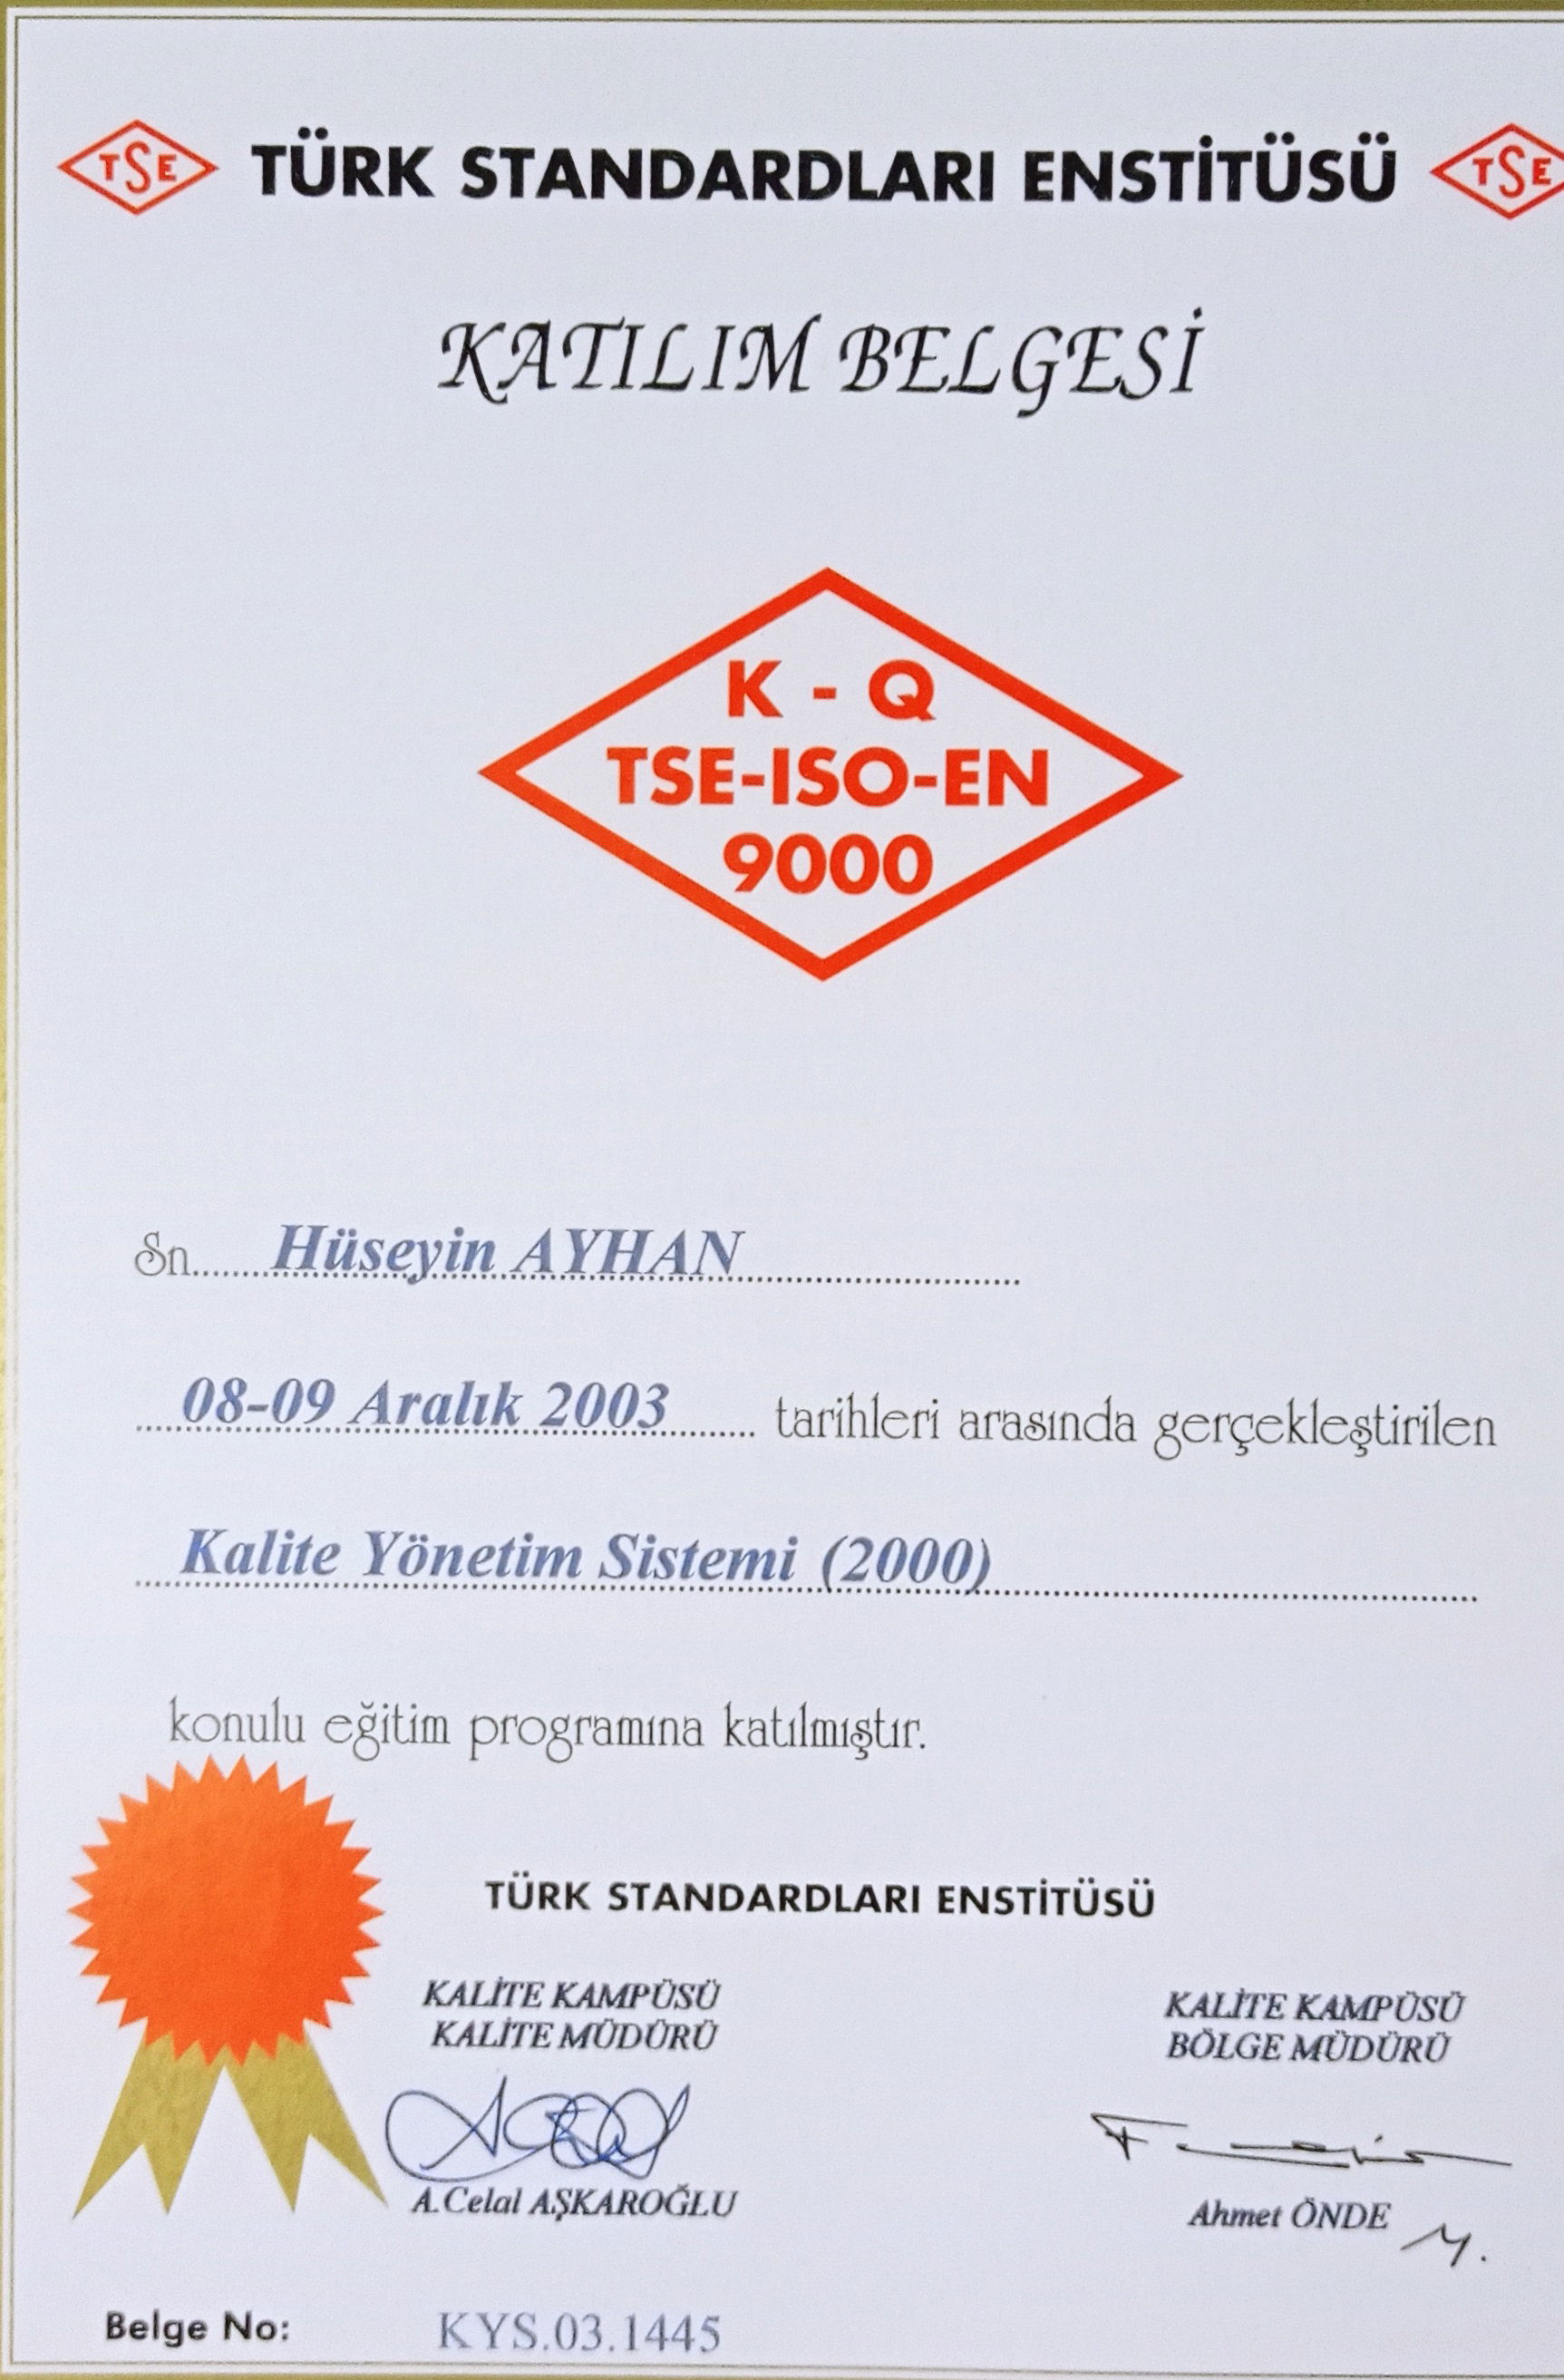 TSE TÜRK STANDARDLARI ENSTİTÜSÜ TSE
KATILIM BELGESİ
K - Q
TSE-ISO-EN
9000
Sn......Hüseyin AYHAN
08-09 Aralık 2003 tarihleri arasında gerçekleştirilen
Kalite Yönetim Sistemi (2000)
konulu eğitim programına katılmıştır.
TÜRK STANDARDLARI ENSTİTÜSÜ
KALİTE KAMPÜSÜ
KALİTE MÜDÜRÜ
A.Celal AŞKAROĞLU
KALİTE KAMPÜSÜ
BÖLGE MÜDÜRÜ
Ahmet ÖNDE
Belge No: KYS.03.1445